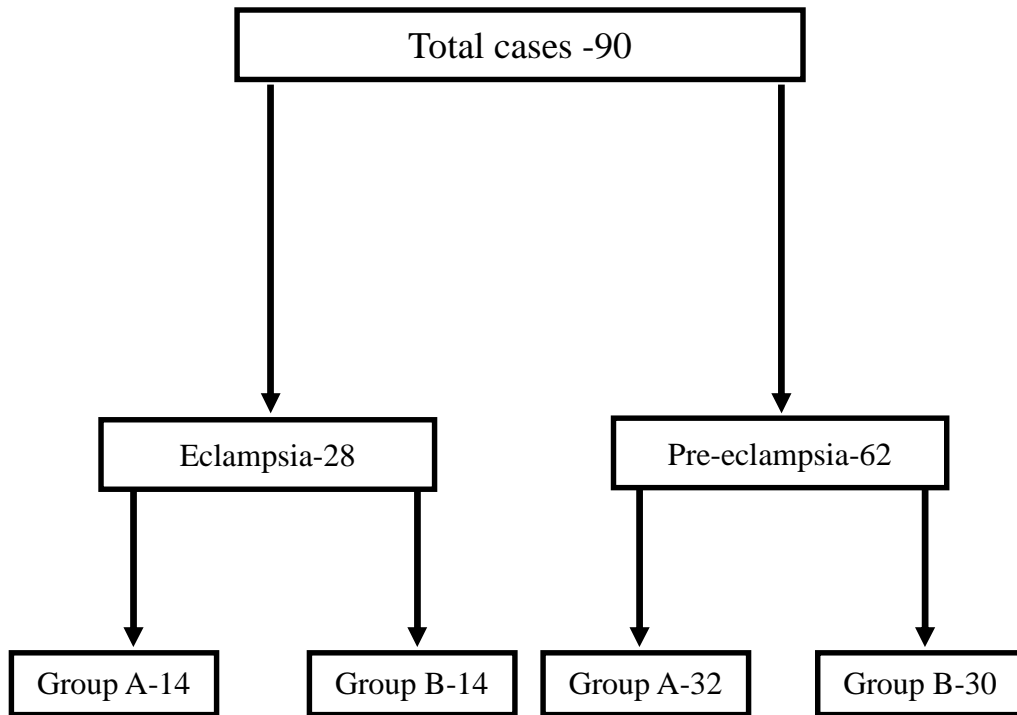 Total cases -90
Eclampsia-28
Pre-eclampsia-62
Group A-14
Group B-14
Group A-32
Group B-30